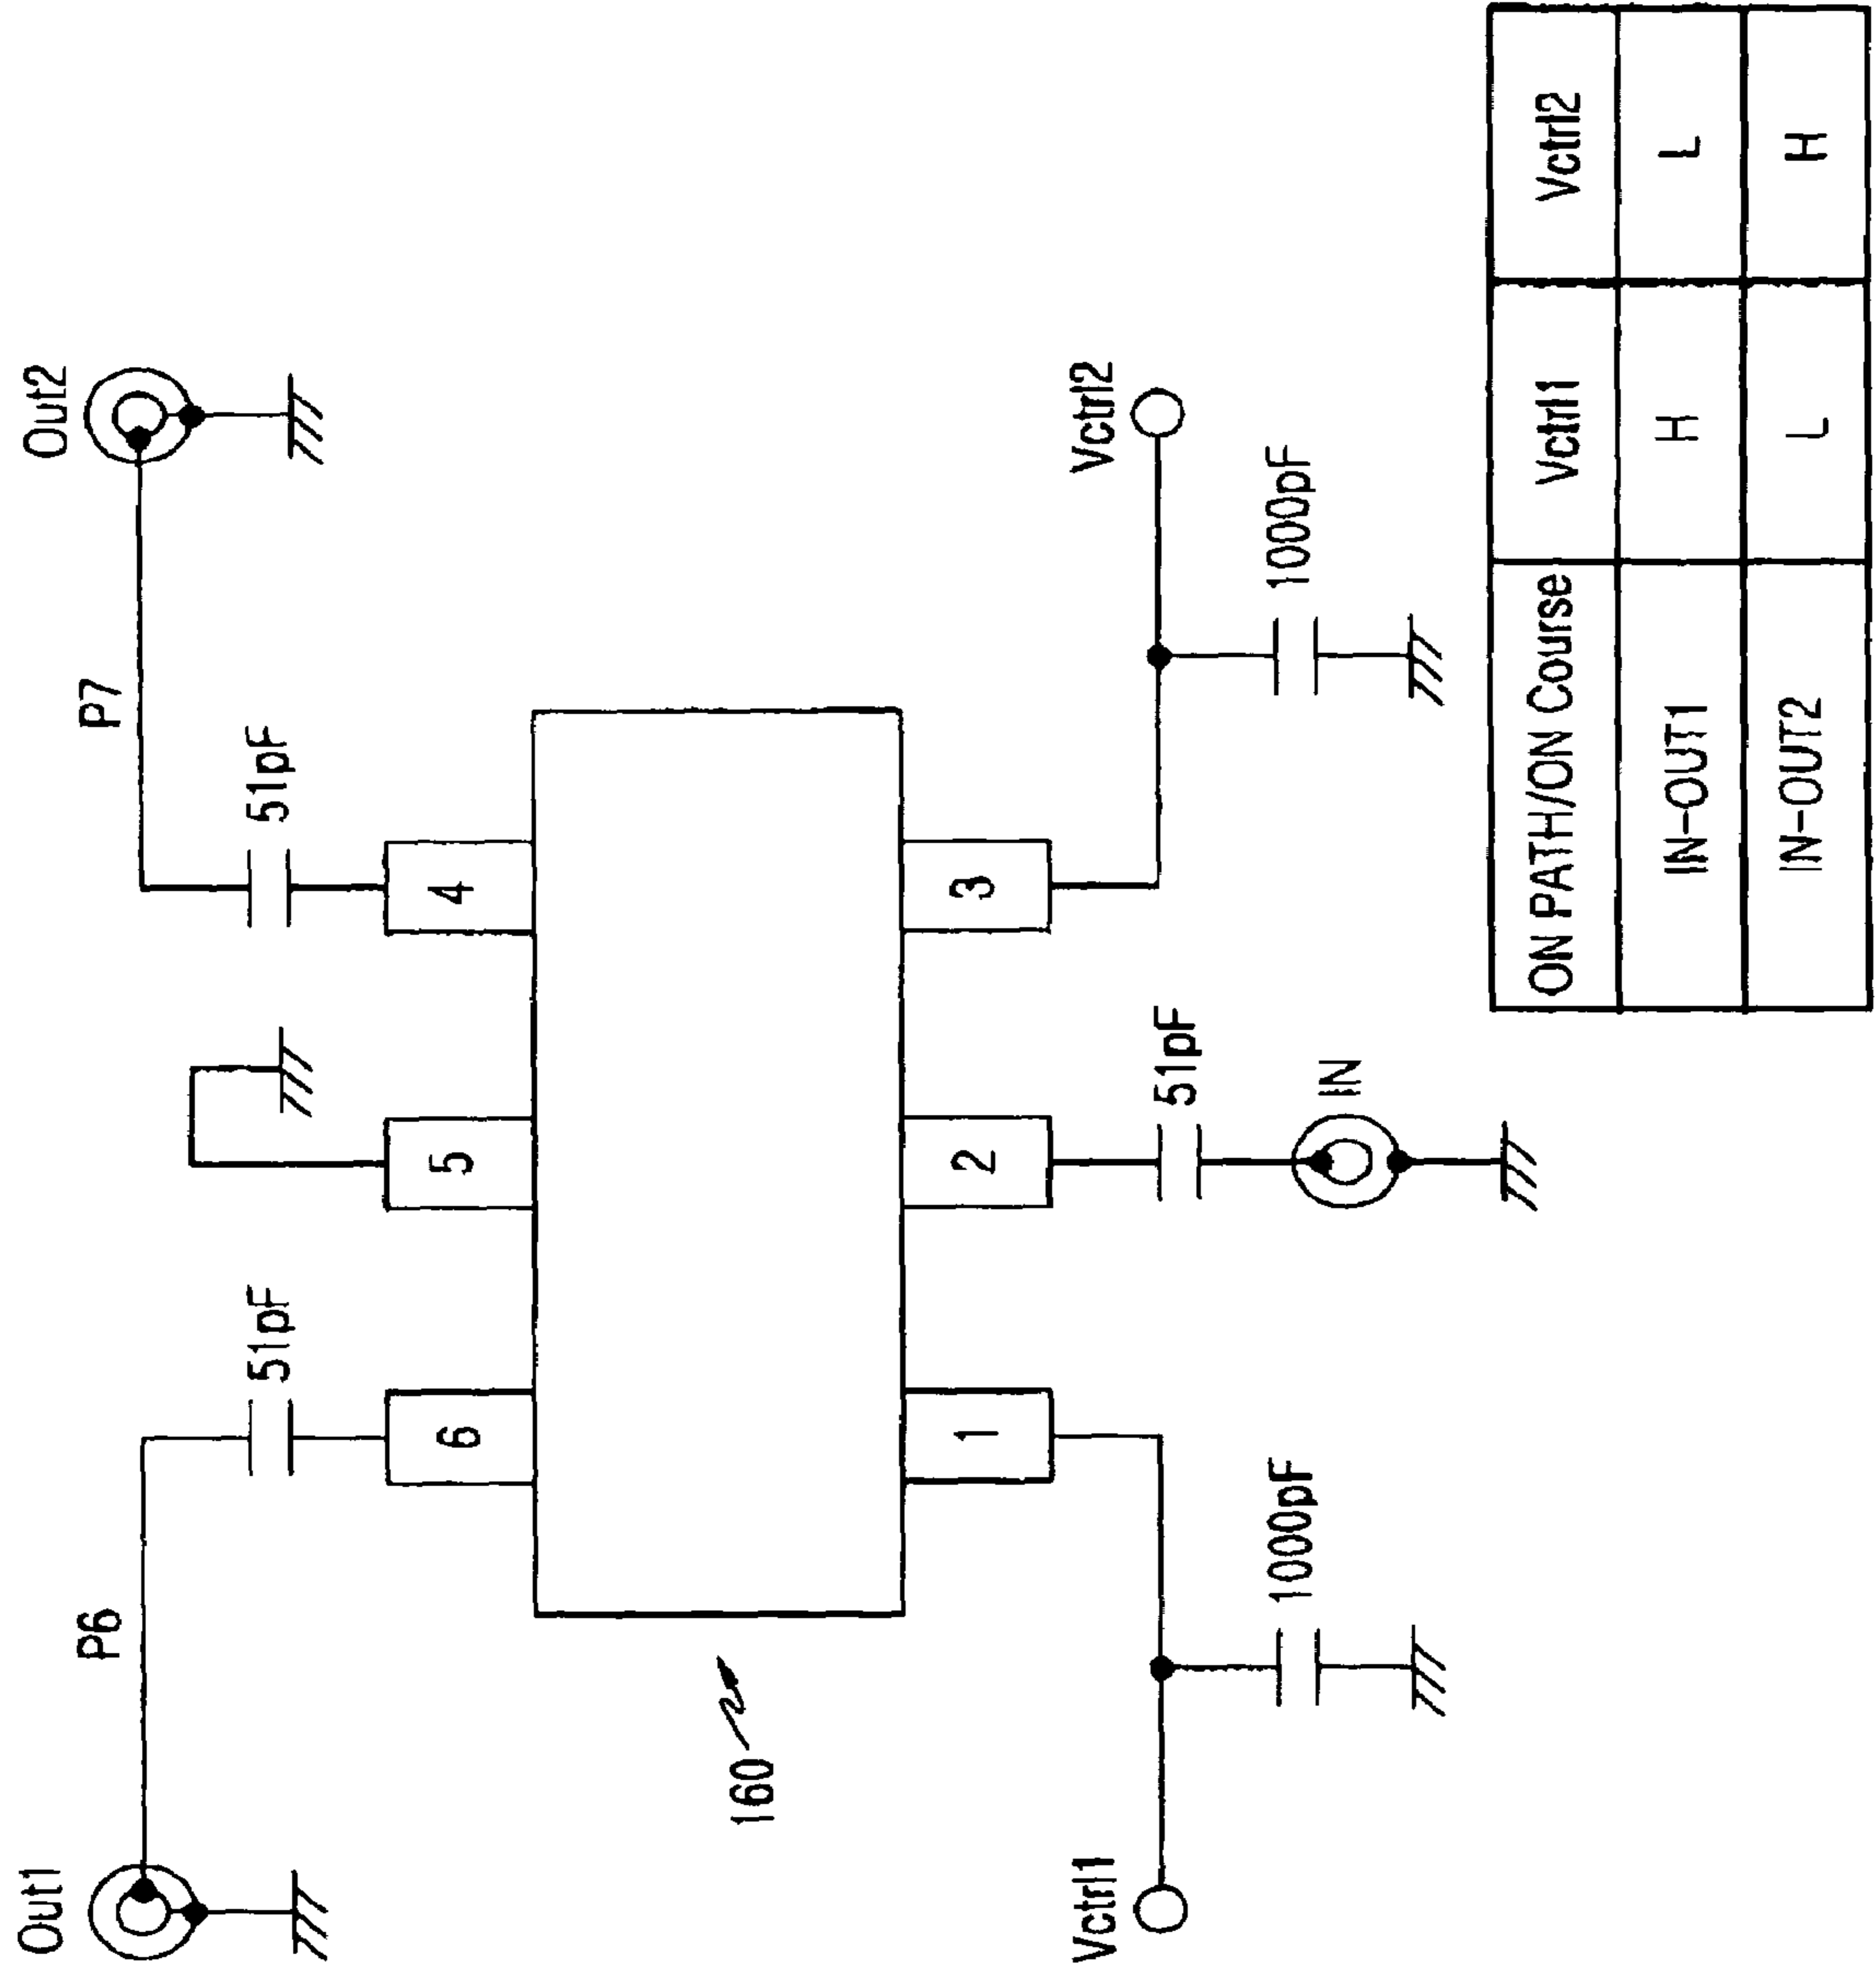 Out1
P6
51pF
P7
51pF
Out2
6
5
4
160
1
2
3
Vctrl1
1000pF
51pF
IN
1000pF
Vctrl2
ON PATH/ON Course Vctrl1 Vctrl2
IN-OUT1 H L
IN-OUT2 L H